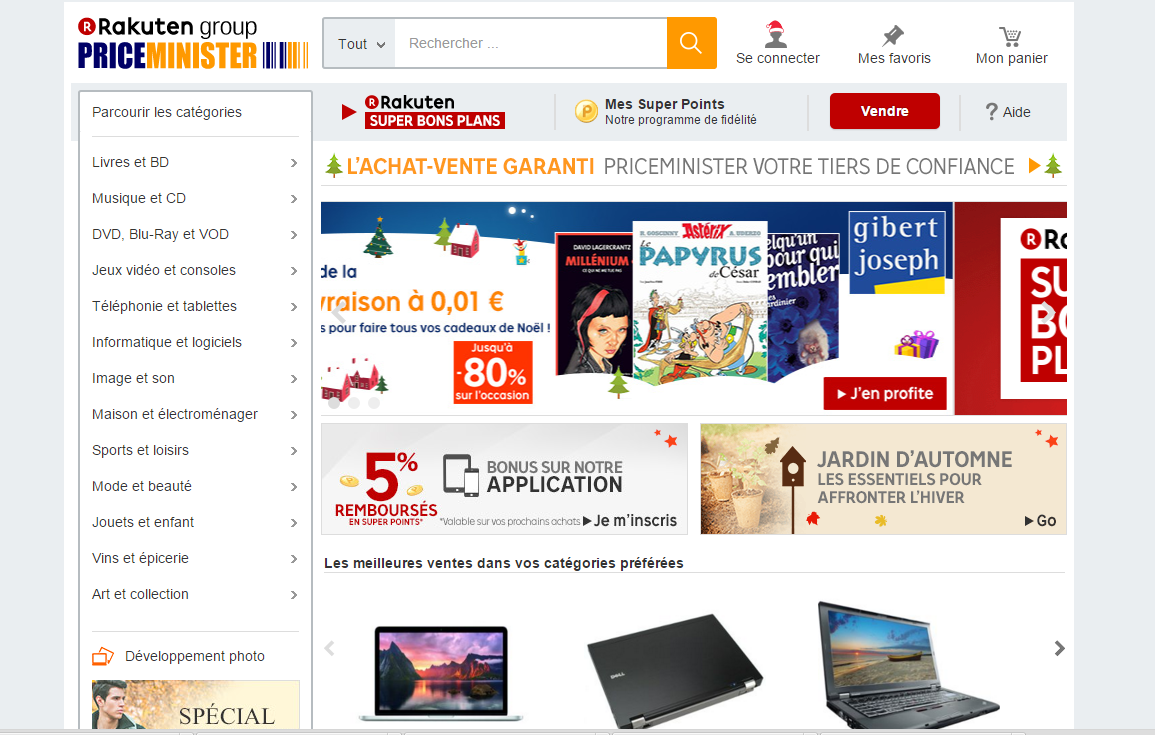 Rakuten group
PRICEMINISTER
Tout
Rechercher ...
Se connecter
Mes favoris
Mon panier
Parcourir les catégories
Rakuten
SUPER BONS PLANS
Mes Super Points
Notre programme de fidélité
Vendre
? Aide
Livres et BD
Musique et CD
DVD, Blu-Ray et VOD
Jeux vidéo et consoles
Téléphonie et tablettes
Informatique et logiciels
Image et son
Maison et électroménager
Sports et loisirs
Mode et beauté
Jouets et enfant
Vins et épicerie
Art et collection
Développement photo
SPÉCIAL
L'ACHAT-VENTE GARANTI PRICEMINISTER VOTRE TIERS DE CONFIANCE
de la
vraison à 0,01 €
s pour faire tous vos cadeaux de Noël !
Jusqu'à
-80%
sur l'occasion
DAVID LAGERCRANTZ
MILLÉNIUM
CE QUI NE ME TUE PAS
R. GOSCINNY Astérix A. UDERZO
Le PAPYRUS
de César
elqu'un
pour qui
embler
gibert
joseph
J'en profite
SU
BO
PL
5%
REMBOURSÉS
EN SUPER POINTS*
BONUS SUR NOTRE
APPLICATION
*Valable sur vos prochains achats
Je m'inscris
JARDIN D'AUTOMNE
LES ESSENTIELS POUR
AFFRONTER L'HIVER
Go
Les meilleures ventes dans vos catégories préférées
DELL